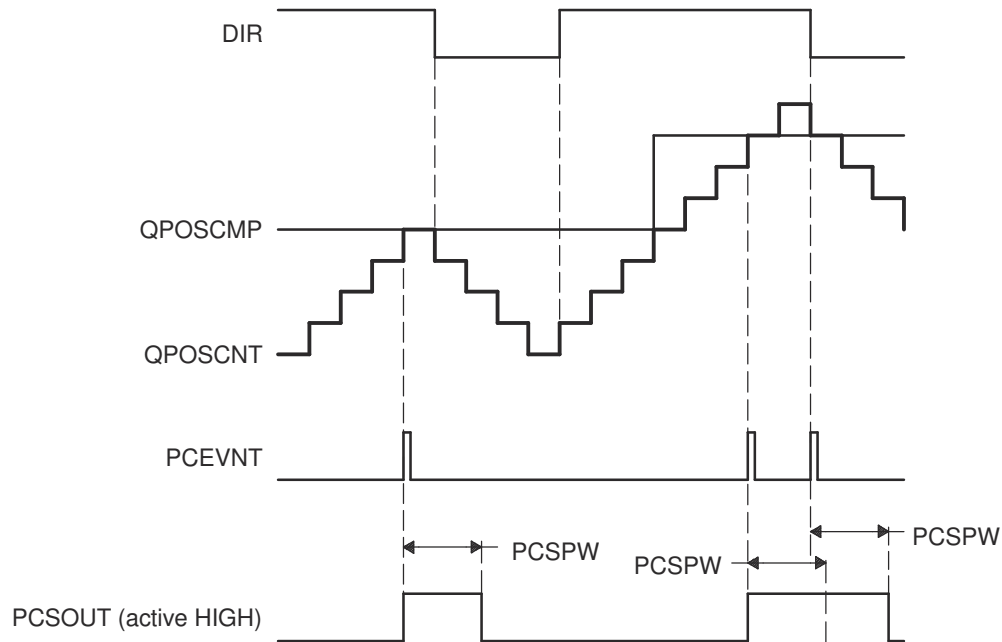 DIR
QPOSCMP
QPOSCNT
PCEVNT
PCSPW
PCSPW
PCSPW
PCSOUT (active HIGH)